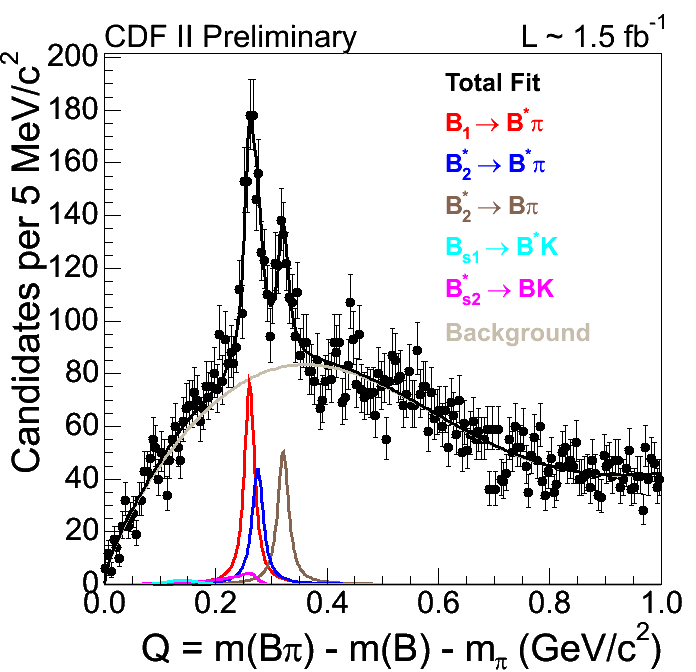 CDF II Preliminary L ~ 1.5 fb⁻¹
Candidates per 5 MeV/c²
200
180
160
140
120
100
80
60
40
20
0
Total Fit
B₁ → B*π
B₂* → B*π
B₂* → Bπ
Bₛ₁ → B*K
Bₛ₂* → BK
Background
0.0 0.2 0.4 0.6 0.8 1.0
Q = m(Bπ) - m(B) - m_π (GeV/c²)